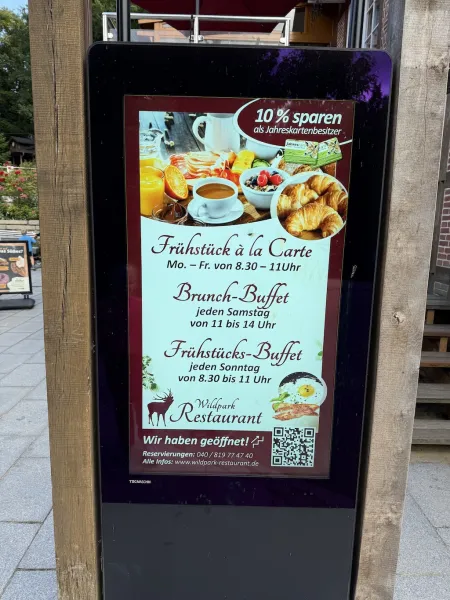 10 % sparen
als Jahreskartenbesitzer
Frühstück à la Carte
Mo. – Fr. von 8.30 – 11Uhr
Brunch-Buffet
jeden Samstag
von 11 bis 14 Uhr
Frühstücks-Buffet
jeden Sonntag
von 8.30 bis 11 Uhr
Wildpark
Restaurant
Wir haben geöffnet!
Reservierungen: 040 / 819 77 47 40
Alle Infos: www.wildpark-restaurant.de